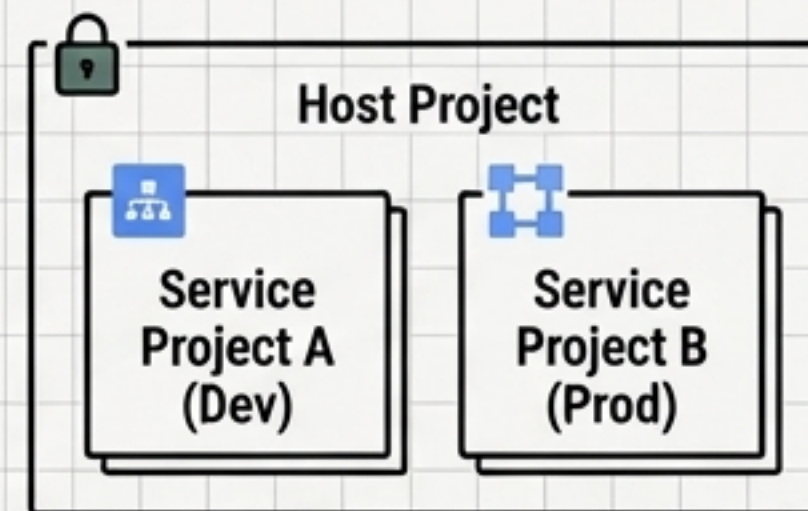 Host Project
Service
Project A
(Dev)
Service
Project B
(Prod)